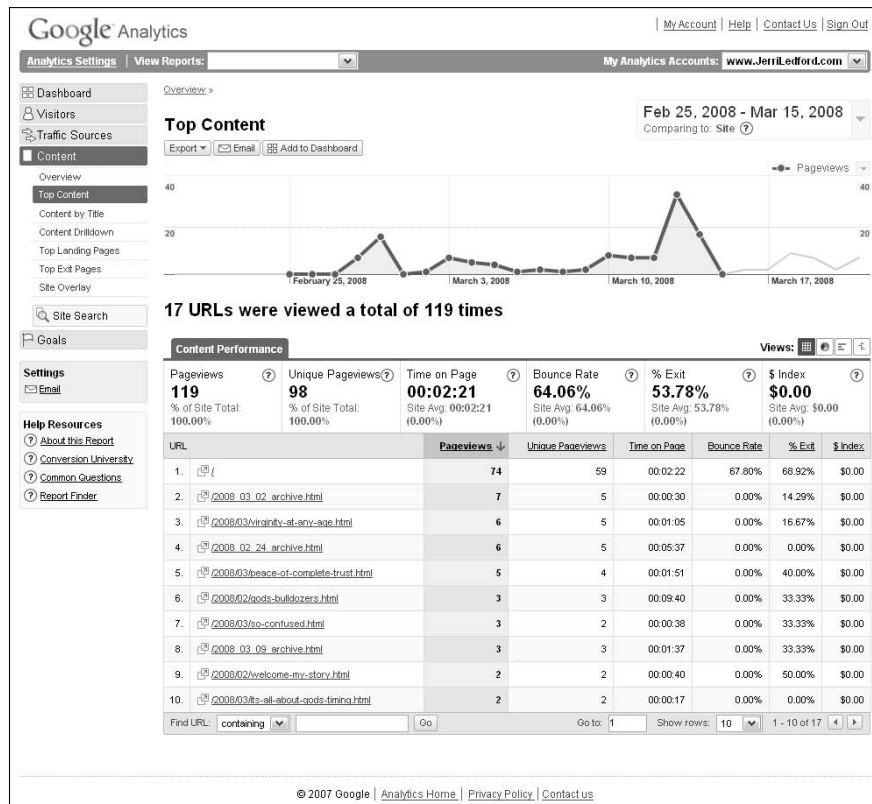 Google Analytics
My Account | Help | Contact Us | Sign Out
Analytics Settings | View Reports:
My Analytics Accounts: www.JerriLedford.com
Dashboard
Visitors
Traffic Sources
Content
Overview
Top Content
Content by Title
Content Drilldown
Top Landing Pages
Top Exit Pages
Site Overlay
Site Search
Goals
Settings
Email
Help Resources
About this Report
Conversion University
Common Questions
Report Finder
Overview »
Top Content
Feb 25, 2008 - Mar 15, 2008
Comparing to: Site
Export Email Add to Dashboard
Pageviews
40 40
20 20
February 25, 2008 March 3, 2008 March 10, 2008 March 17, 2008
17 URLs were viewed a total of 119 times
Content Performance Views:
Pageviews Unique Pageviews Time on Page Bounce Rate % Exit $ Index
119 98 00:02:21 64.06% 53.78% $0.00
% of Site Total: % of Site Total: Site Avg: 00:02:21 Site Avg: 64.06% Site Avg: 53.78% Site Avg: $0.00
100.00% 100.00% (0.00%) (0.00%) (0.00%) (0.00%)
URL Pageviews Unique Pageviews Time on Page Bounce Rate % Exit $ Index
1. / 74 59 00:02:22 67.80% 68.92% $0.00
2. /2008_03_02_archive.html 7 5 00:00:30 0.00% 14.29% $0.00
3. /2008/03/virginity-at-any-age.html 6 5 00:01:05 0.00% 16.67% $0.00
4. /2008_02_24_archive.html 6 5 00:05:37 0.00% 0.00% $0.00
5. /2008/03/peace-of-complete-trust.html 5 4 00:01:51 0.00% 40.00% $0.00
6. /2008/02/gods-bulldozers.html 3 3 00:09:40 0.00% 33.33% $0.00
7. /2008/03/so-confused.html 3 2 00:00:38 0.00% 33.33% $0.00
8. /2008_03_09_archive.html 3 3 00:01:37 0.00% 33.33% $0.00
9. /2008/02/welcome-my-story.html 2 2 00:00:40 0.00% 50.00% $0.00
10. /2008/03/its-all-about-gods-timing.html 2 2 00:00:17 0.00% 0.00% $0.00
Find URL: containing Go Go to: 1 Show rows: 10 1 - 10 of 17
© 2007 Google | Analytics Home | Privacy Policy | Contact us